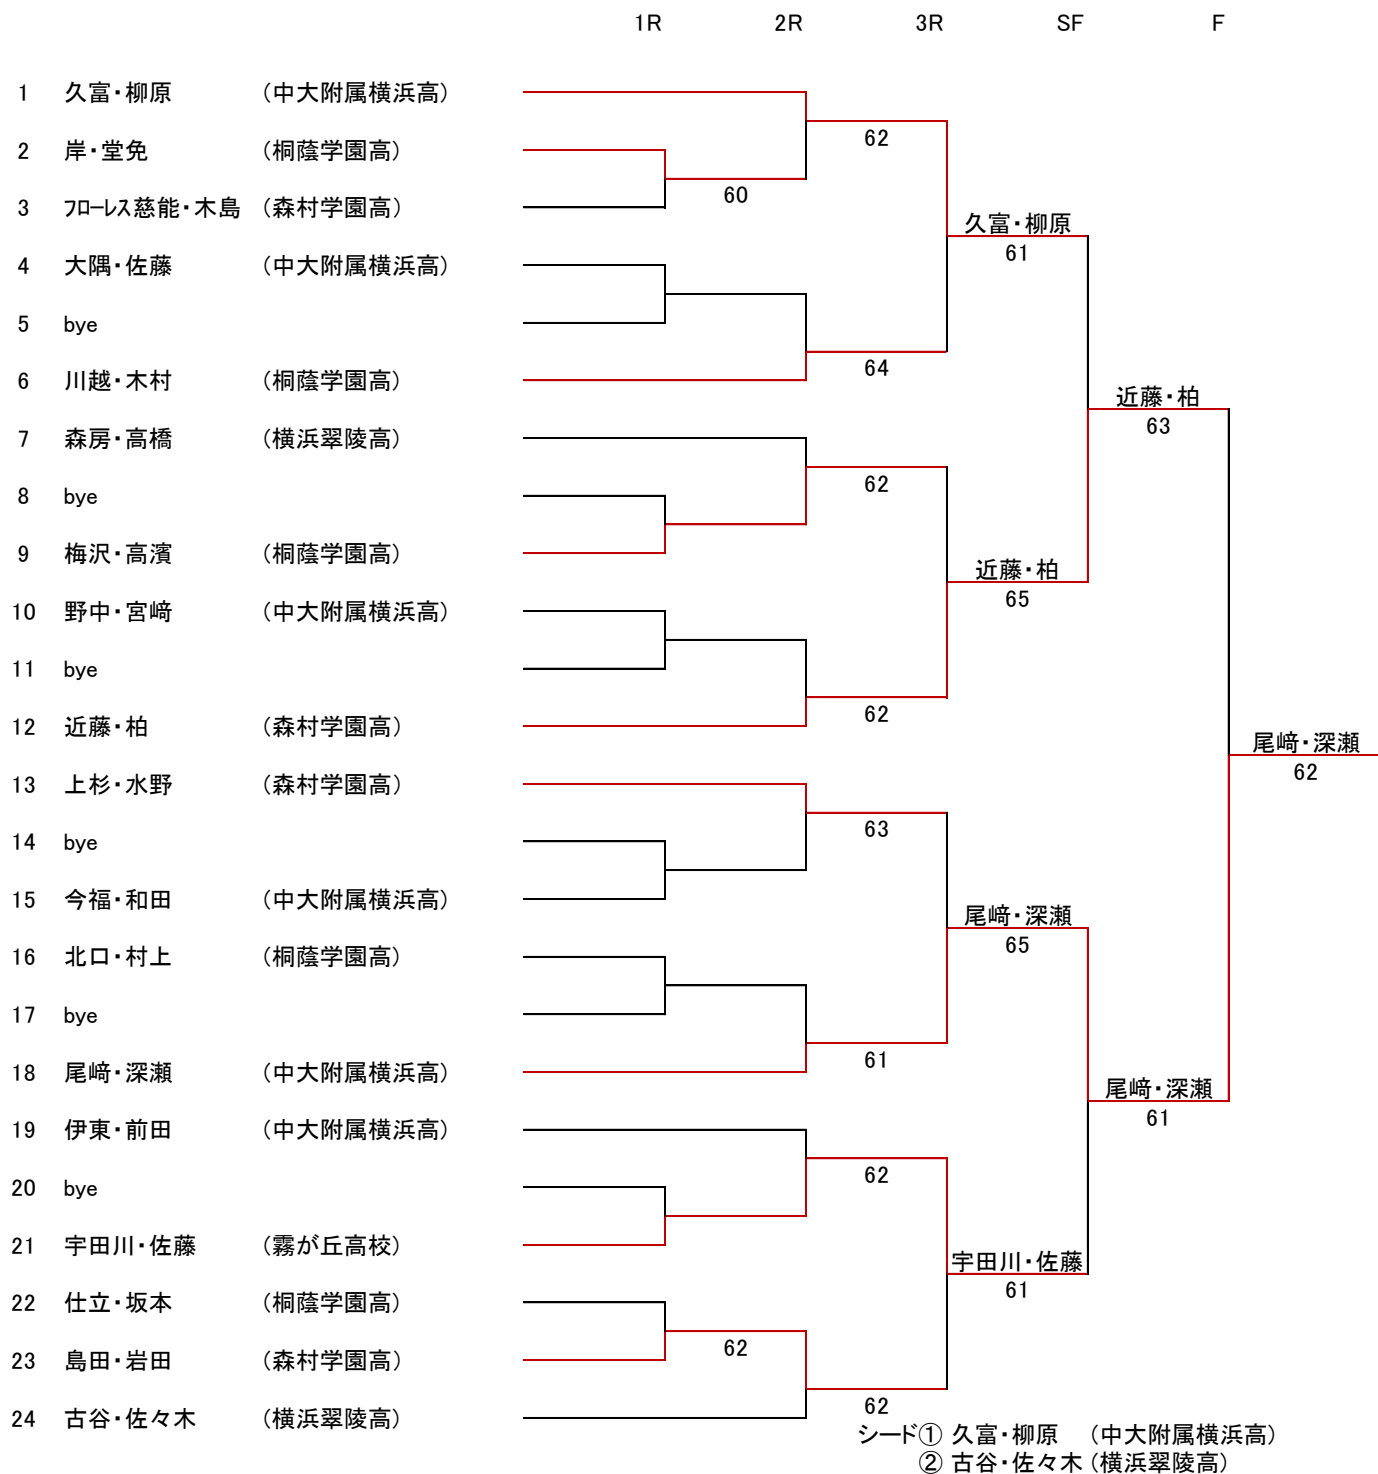 1R 2R 3R SF F
1 久富・柳原 (中大附属横浜高)
62
2 岸・堂免 (桐蔭学園高)
60
3 フローレス慈能・木島 (森村学園高)
久富・柳原
61
4 大隅・佐藤 (中大附属横浜高)
5 bye
64
6 川越・木村 (桐蔭学園高)
近藤・柏
63
7 森房・高橋 (横浜翠陵高)
62
8 bye
9 梅沢・高濱 (桐蔭学園高)
近藤・柏
65
10 野中・宮﨑 (中大附属横浜高)
11 bye
62
12 近藤・柏 (森村学園高)
尾﨑・深瀬
62
13 上杉・水野 (森村学園高)
63
14 bye
15 今福・和田 (中大附属横浜高)
尾﨑・深瀬
65
16 北口・村上 (桐蔭学園高)
17 bye
61
18 尾﨑・深瀬 (中大附属横浜高)
尾﨑・深瀬
61
19 伊東・前田 (中大附属横浜高)
62
20 bye
21 宇田川・佐藤 (霧が丘高校)
宇田川・佐藤
61
22 仕立・坂本 (桐蔭学園高)
62
23 島田・岩田 (森村学園高)
62
24 古谷・佐々木 (横浜翠陵高)
シード① 久富・柳原 (中大附属横浜高)
② 古谷・佐々木 (横浜翠陵高)